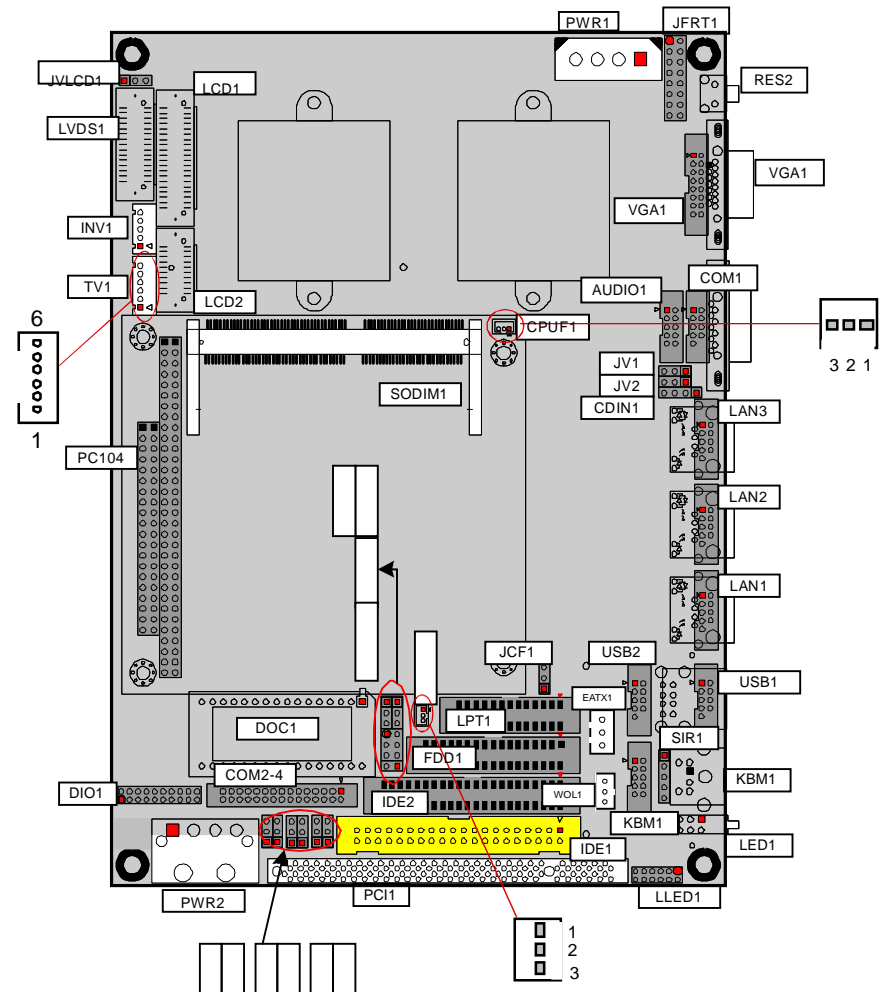 PWR1
JFRT1
JVLCD1
LCD1
RES2
LVDS1
VGA1
VGA1
INV1
TV1
LCD2
AUDIO1
COM1
6
CPUF1
3 2 1
JV1
JV2
SODIM1
CDIN1
LAN3
1
PC104
LAN2
LAN1
JCF1
USB2
USB1
EATX1
DOC1
LPT1
SIR1
FDD1
COM2-4
KBM1
DIO1
IDE2
WOL1
KBM1
IDE1
LED1
PCI1
PWR2
LLED1
1
2
3